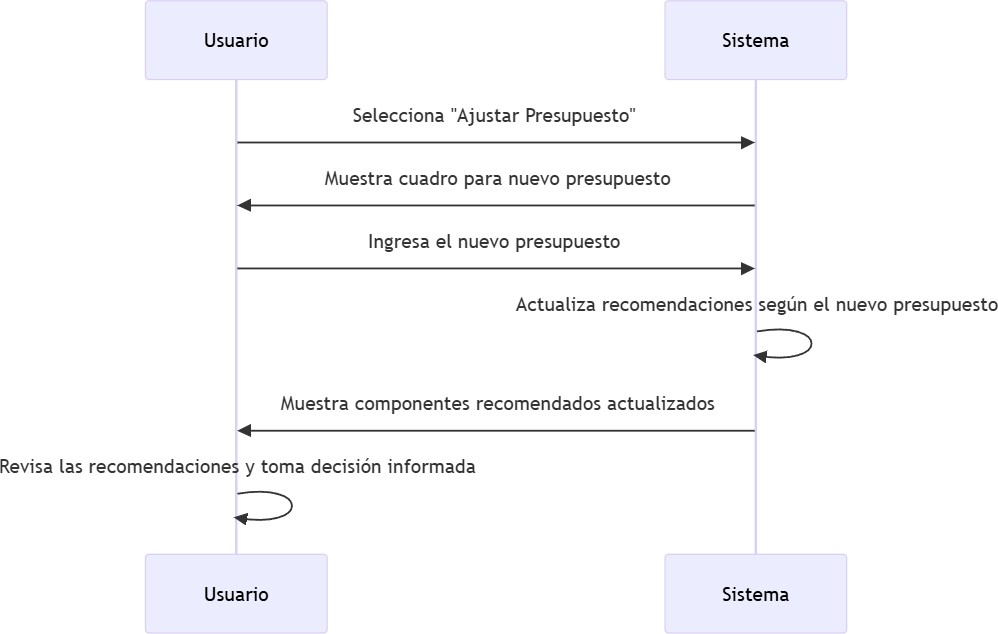 Usuario
Sistema
Selecciona "Ajustar Presupuesto"
Muestra cuadro para nuevo presupuesto
Ingresa el nuevo presupuesto
Actualiza recomendaciones según el nuevo presupuesto
Muestra componentes recomendados actualizados
Revisa las recomendaciones y toma decisión informada
Usuario
Sistema